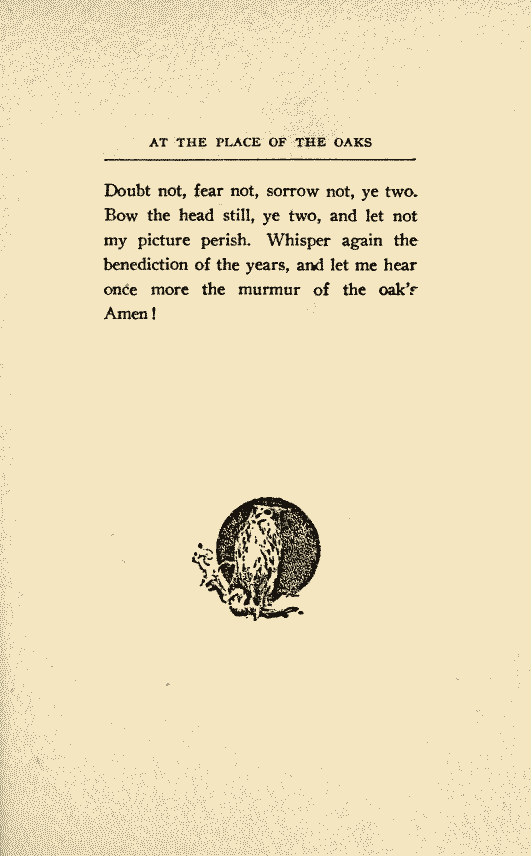 AT THE PLACE OF THE OAKS
Doubt not, fear not, sorrow not, ye two.
Bow the head still, ye two, and let not
my picture perish. Whisper again the
benediction of the years, and let me hear
once more the murmur of the oak's
Amen!